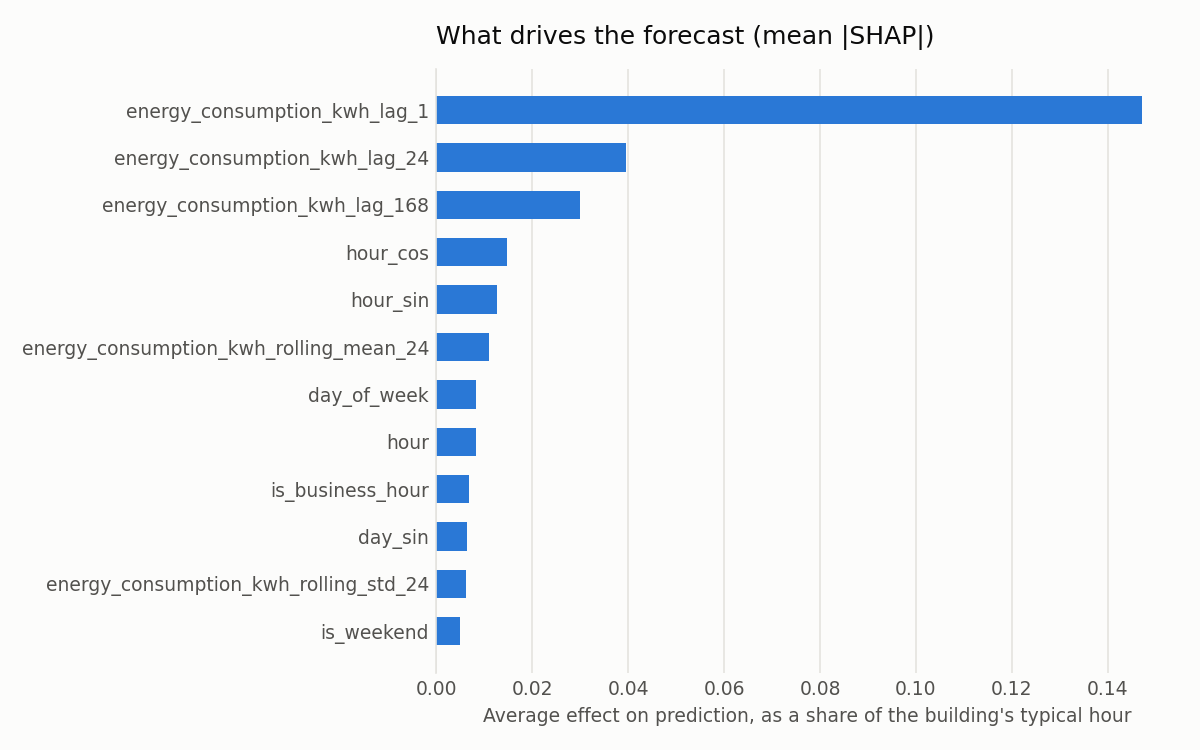 What drives the forecast (mean |SHAP|)
energy_consumption_kwh_lag_1
energy_consumption_kwh_lag_24
energy_consumption_kwh_lag_168
hour_cos
hour_sin
energy_consumption_kwh_rolling_mean_24
day_of_week
hour
is_business_hour
day_sin
energy_consumption_kwh_rolling_std_24
is_weekend
0.00 0.02 0.04 0.06 0.08 0.10 0.12 0.14
Average effect on prediction, as a share of the building's typical hour